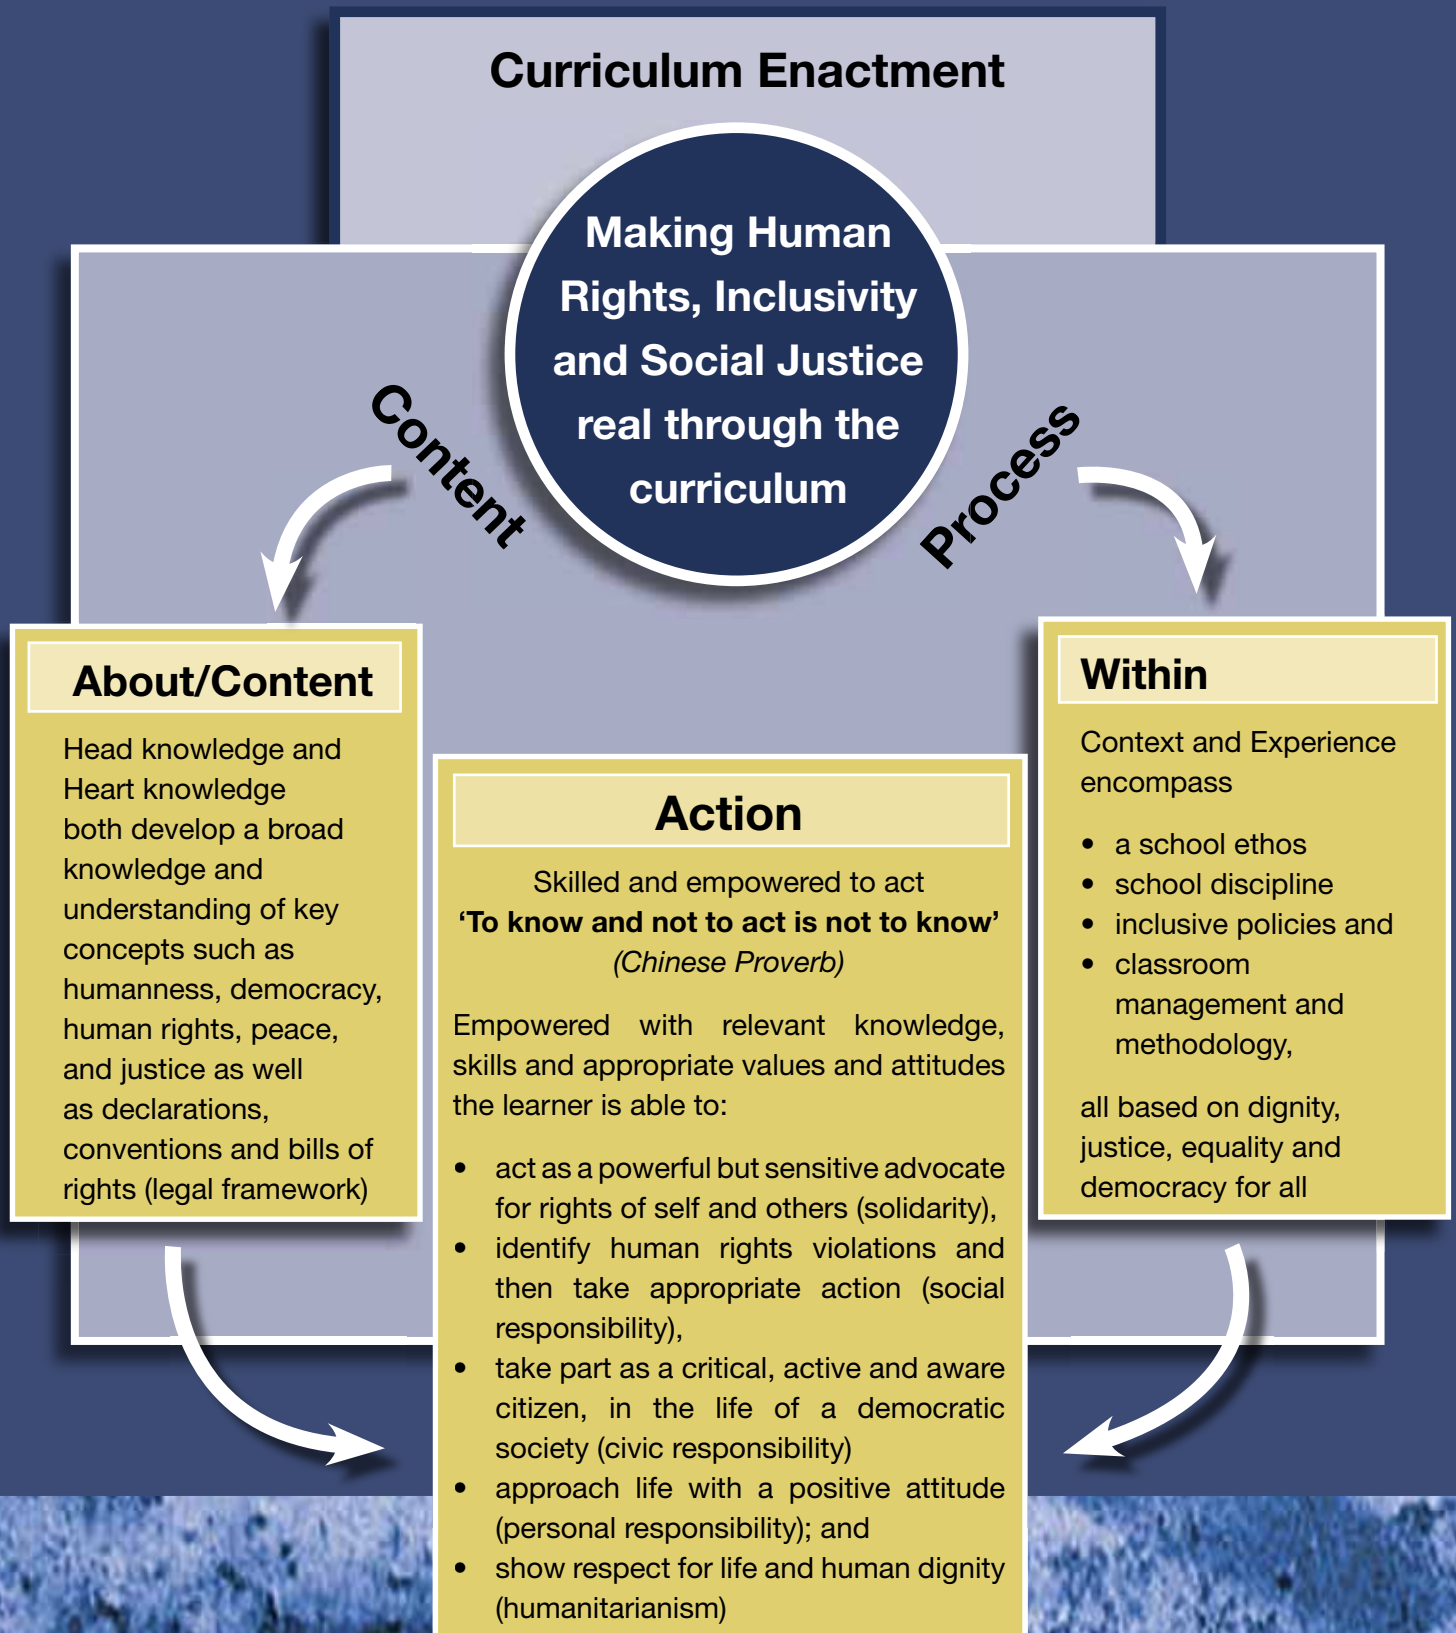 Curriculum Enactment
Making Human
Rights, Inclusivity
and Social Justice
real through the
curriculum
Content
Process
About/Content
Head knowledge and
Heart knowledge
both develop a broad
knowledge and
understanding of key
concepts such as
humanness, democracy,
human rights, peace,
and justice as well
as declarations,
conventions and bills of
rights (legal framework)
Action
Skilled and empowered to act
‘To know and not to act is not to know’
(Chinese Proverb)
Empowered with relevant knowledge,
skills and appropriate values and attitudes
the learner is able to:
• act as a powerful but sensitive advocate
for rights of self and others (solidarity),
• identify human rights violations and
then take appropriate action (social
responsibility),
• take part as a critical, active and aware
citizen, in the life of a democratic
society (civic responsibility)
• approach life with a positive attitude
(personal responsibility); and
• show respect for life and human dignity
(humanitarianism)
Within
Context and Experience
encompass
• a school ethos
• school discipline
• inclusive policies and
• classroom
management and
methodology,
all based on dignity,
justice, equality and
democracy for all